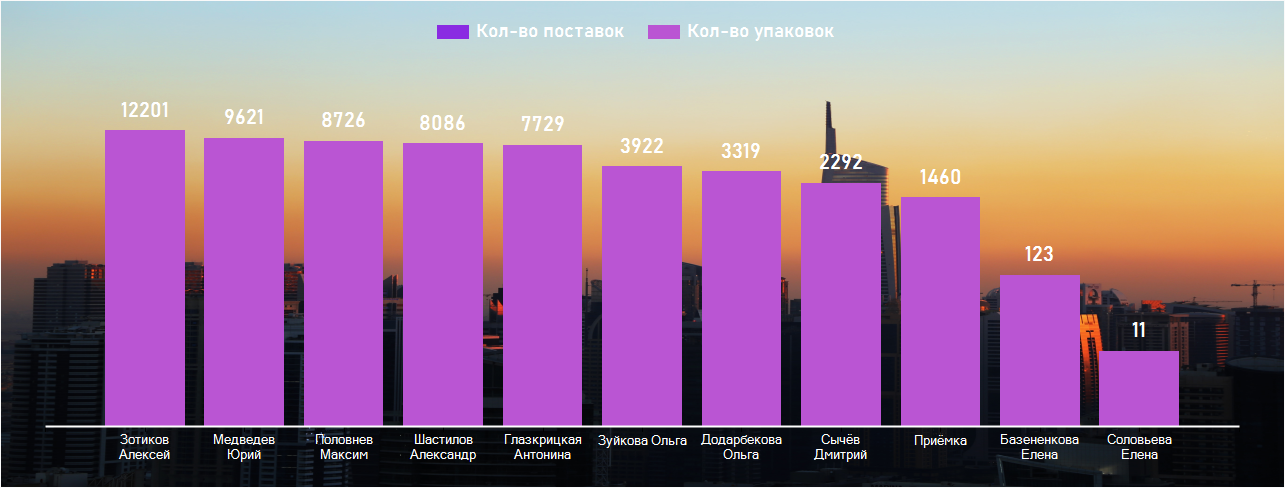 Кол-во поставок Кол-во упаковок
12201 9621 8726 8086 7729 3922 3319 2292 1460 123 11
Зотиков Медведев Половнев Шастилов Глазкрицкая Зуйкова Ольга Додарбекова Сычёв Приёмка Базененкова Соловьева
Алексей Юрий Максим Александр Антонина Ольга Дмитрий Елена Елена